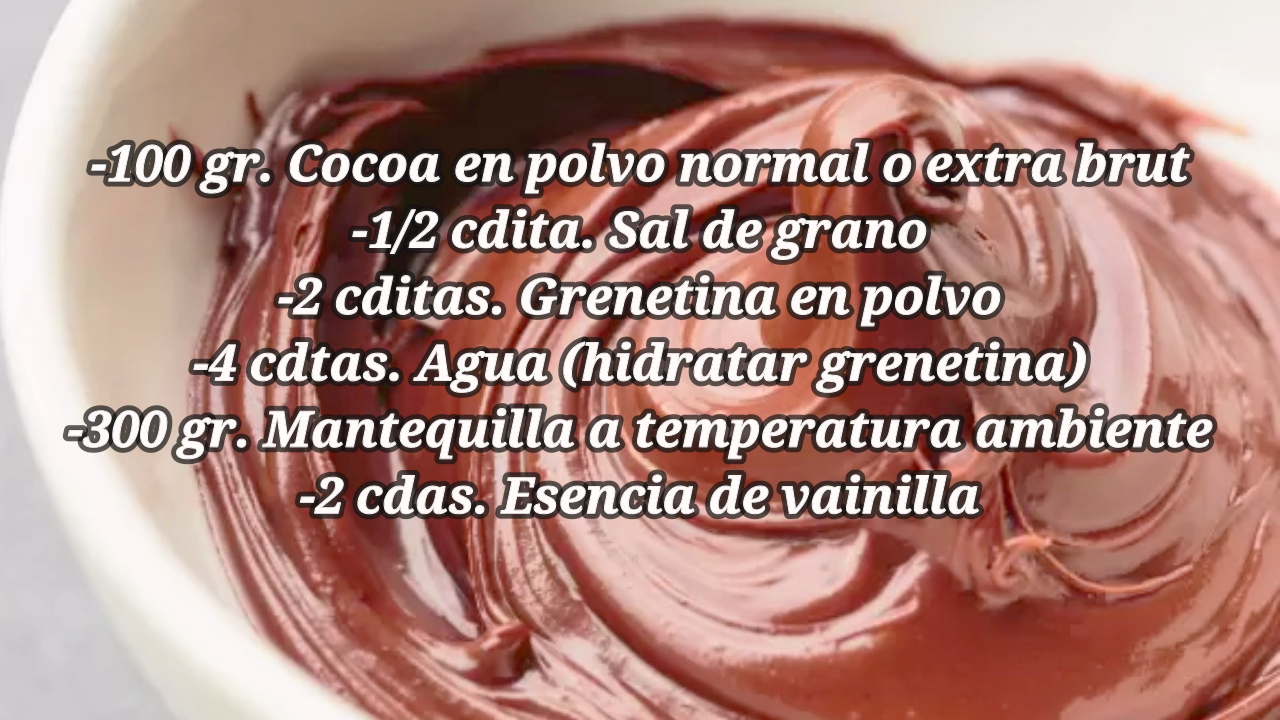 -100 gr. Cocoa en polvo normal o extra brut
-1/2 cdita. Sal de grano
-2 cditas. Grenetina en polvo
-4 cdtas. Agua (hidratar grenetina)
-300 gr. Mantequilla a temperatura ambiente
-2 cdas. Esencia de vainilla